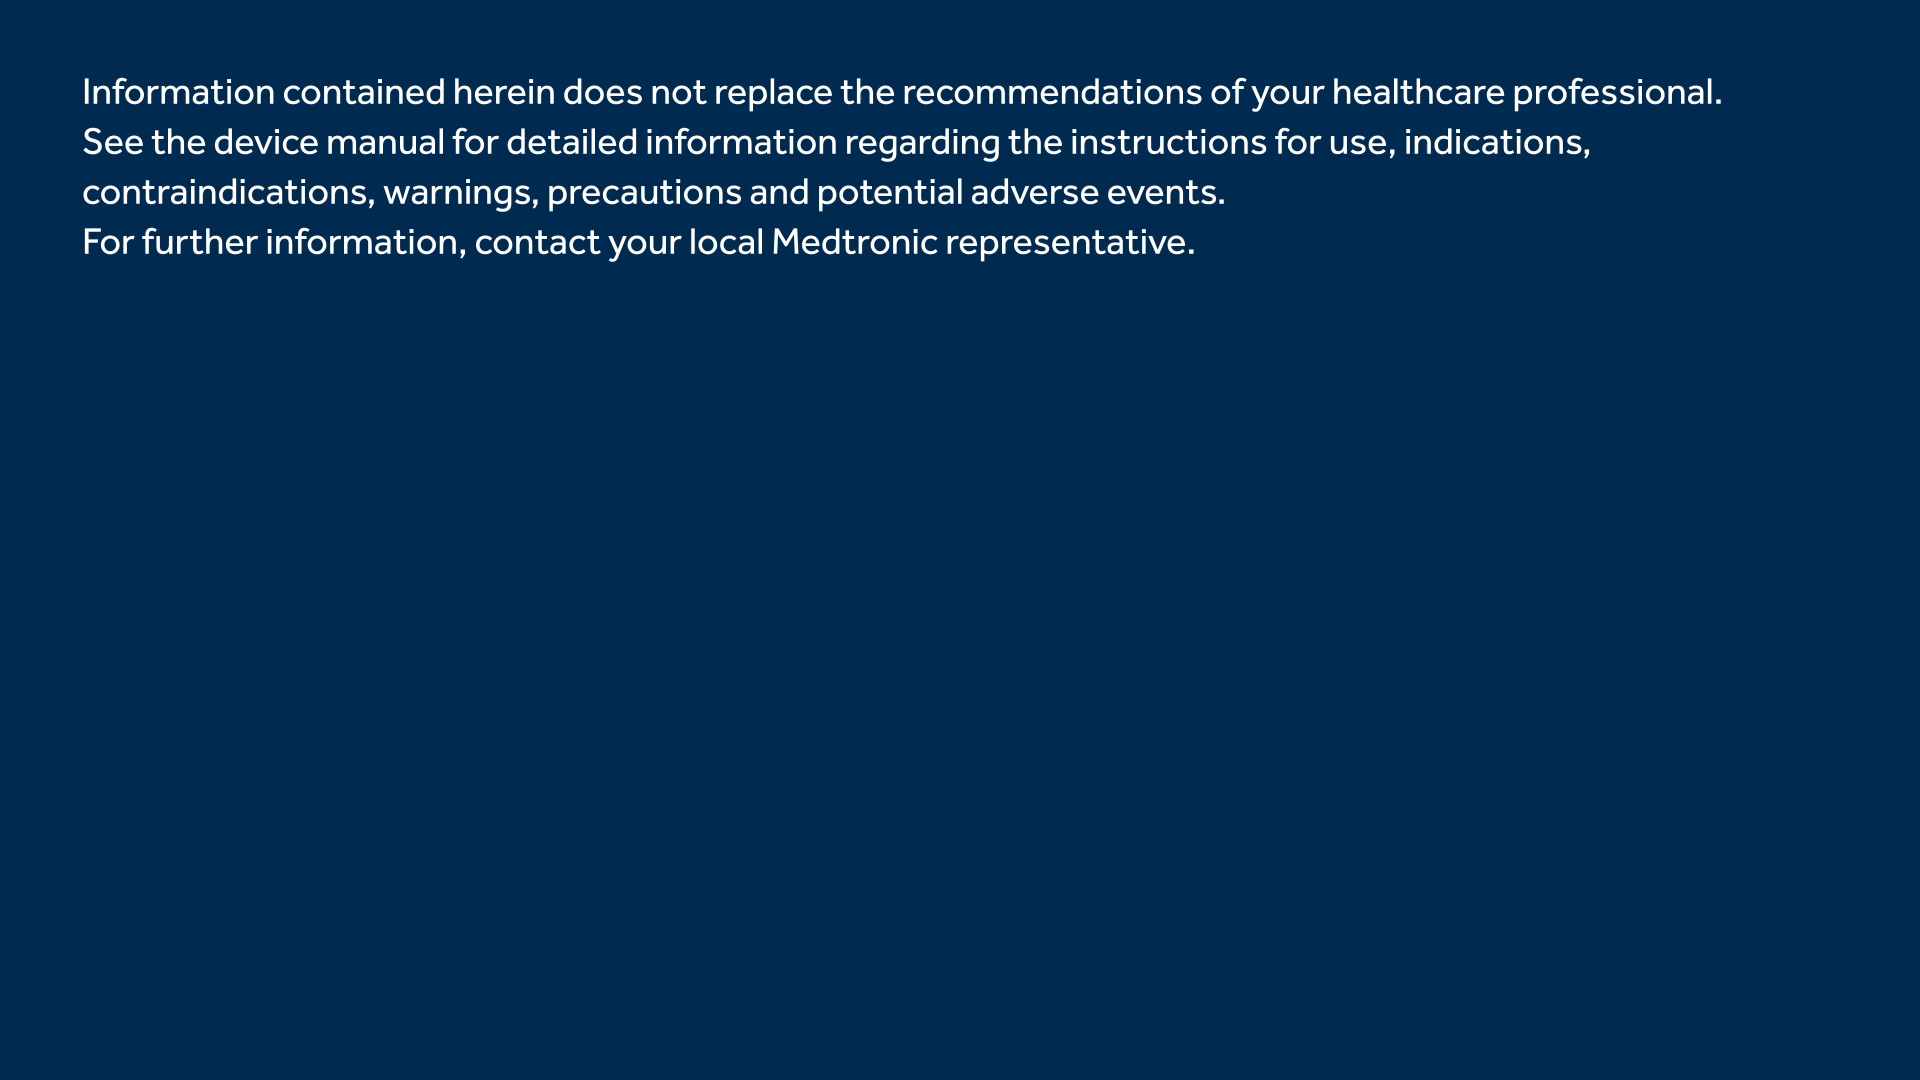 Information contained herein does not replace the recommendations of your healthcare professional.
See the device manual for detailed information regarding the instructions for use, indications,
contraindications, warnings, precautions and potential adverse events.
For further information, contact your local Medtronic representative.